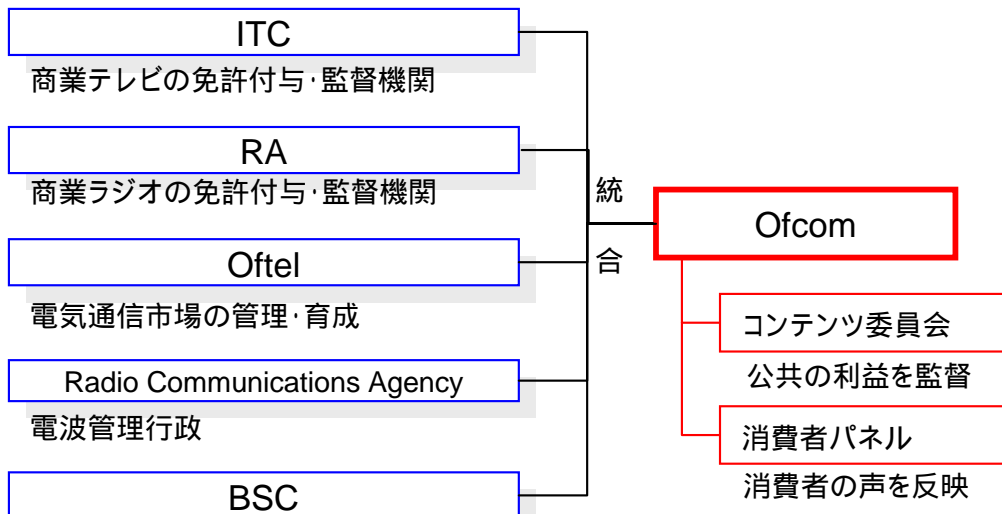 ITC
商業テレビの免許付与・監督機関
RA
商業ラジオの免許付与・監督機関
Oftel
電気通信市場の管理・育成
Radio Communications Agency
電波管理行政
BSC
統
合
Ofcom
コンテンツ委員会
公共の利益を監督
消費者パネル
消費者の声を反映